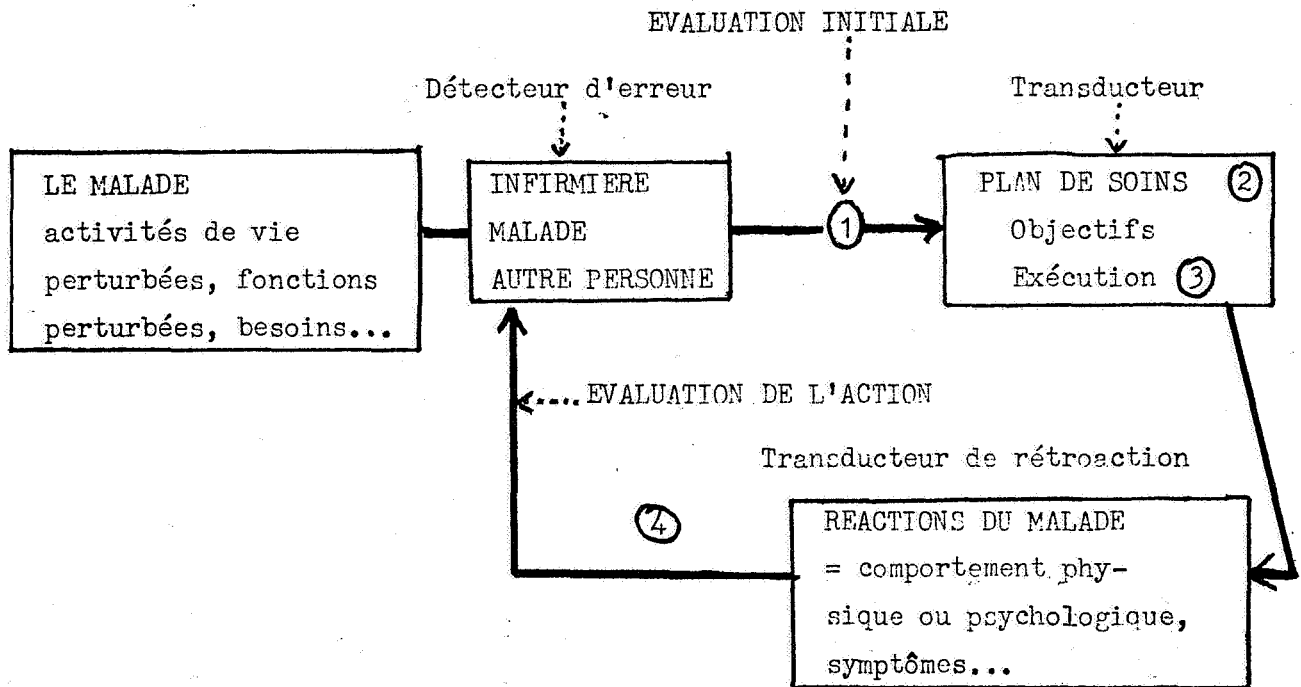 EVALUATION INITIALE
Détecteur d'erreur
Transducteur
LE MALADE
activités de vie
perturbées, fonctions
perturbées, besoins...
INFIRMIERE
MALADE
AUTRE PERSONNE
1
PLAN DE SOINS 2
Objectifs
Exécution 3
EVALUATION DE L'ACTION
Transducteur de rétroaction
4
REACTIONS DU MALADE
= comportement phy-
sique ou psychologique,
symptômes...